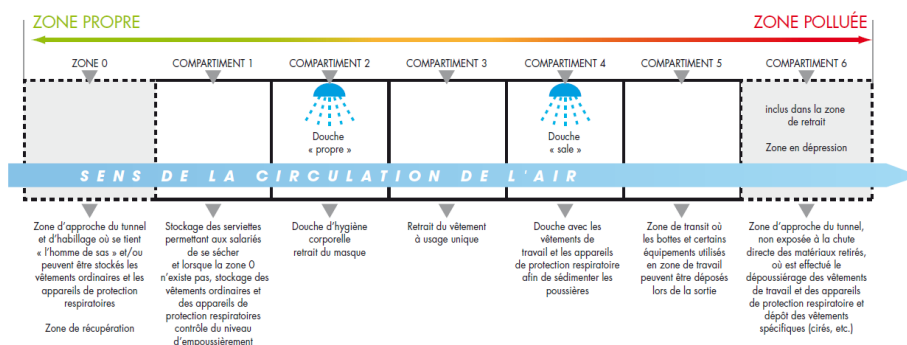 ZONE PROPRE
ZONE POLLUÉE
ZONE 0
COMPARTIMENT 1
COMPARTIMENT 2
COMPARTIMENT 3
COMPARTIMENT 4
COMPARTIMENT 5
COMPARTIMENT 6
Douche
« propre »
Douche
« sale »
inclus dans la zone
de retrait
Zone en dépression
SENS DE LA CIRCULATION DE L'AIR
Zone d'approche du tunnel
et d'habillage où se tient
« l'homme de sas » et/ou
peuvent être stockés les
vêtements ordinaires et les
appareils de protection
respiratoires
Zone de récupération
Stockage des serviettes
permettant aux salariés
de se sécher
et lorsque la zone 0
n'existe pas, stockage des
vêtements ordinaires et
des appareils de
protection respiratoires
contrôle du niveau
d'empoussièrement
Douche d'hygiène
corporelle
retrait du masque
Retrait du vêtement
à usage unique
Douche avec les
vêtements de
travail et les appareils
de protection respiratoire
afin de sédimenter les
poussières
Zone de transit où
les bottes et certains
équipements utilisés
en zone de travail
peuvent être déposés
lors de la sortie
Zone d'approche du tunnel,
non exposée à la chute
directe des matériaux retirés,
où est effectué le
dépoussiérage des vêtements
de travail et des appareils
de protection respiratoire et
dépôt des vêtements
spécifiques (cirés, etc.)